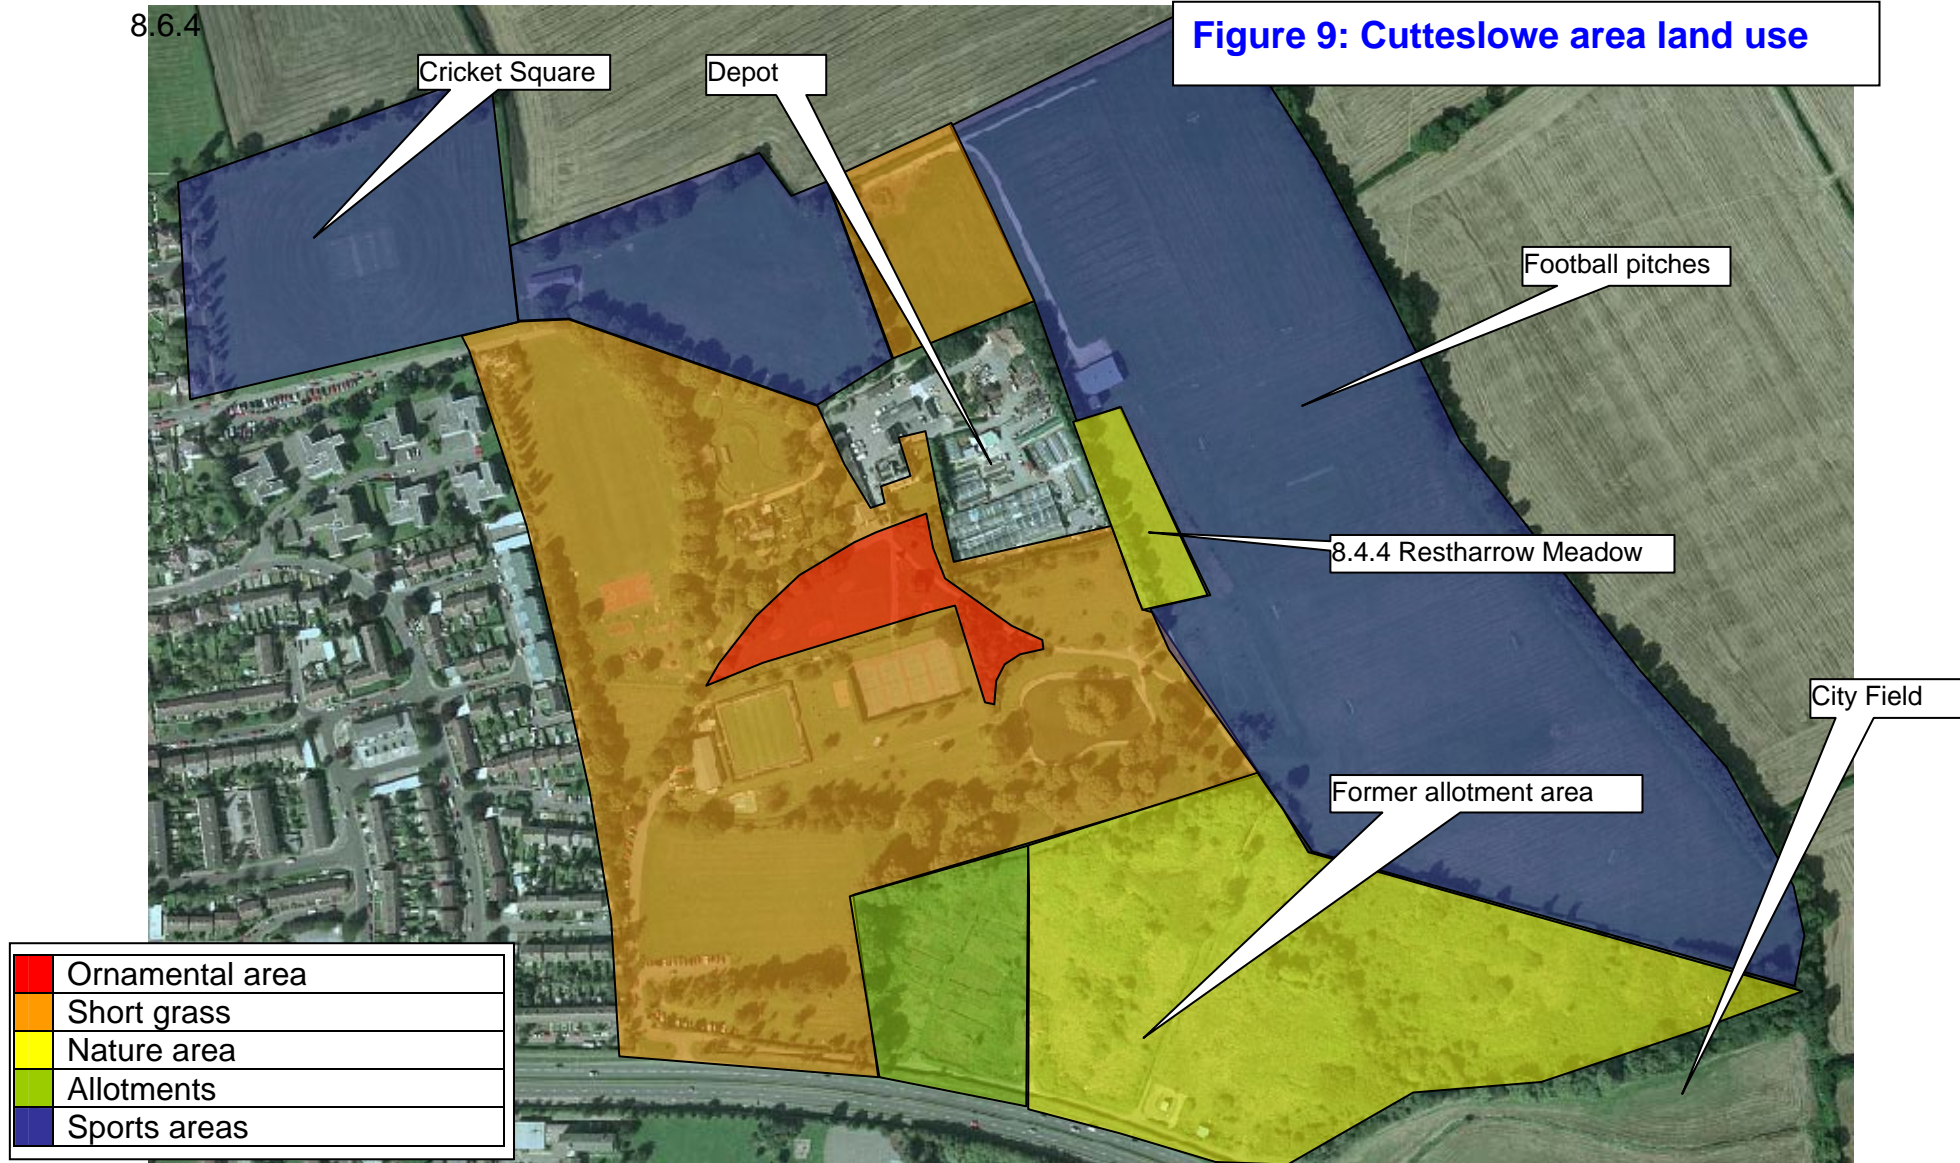 8.6.4
Figure 9: Cutteslowe area land use
Cricket Square
Depot
Football pitches
8.4.4 Restharrow Meadow
City Field
Former allotment area
Ornamental area
Short grass
Nature area
Allotments
Sports areas